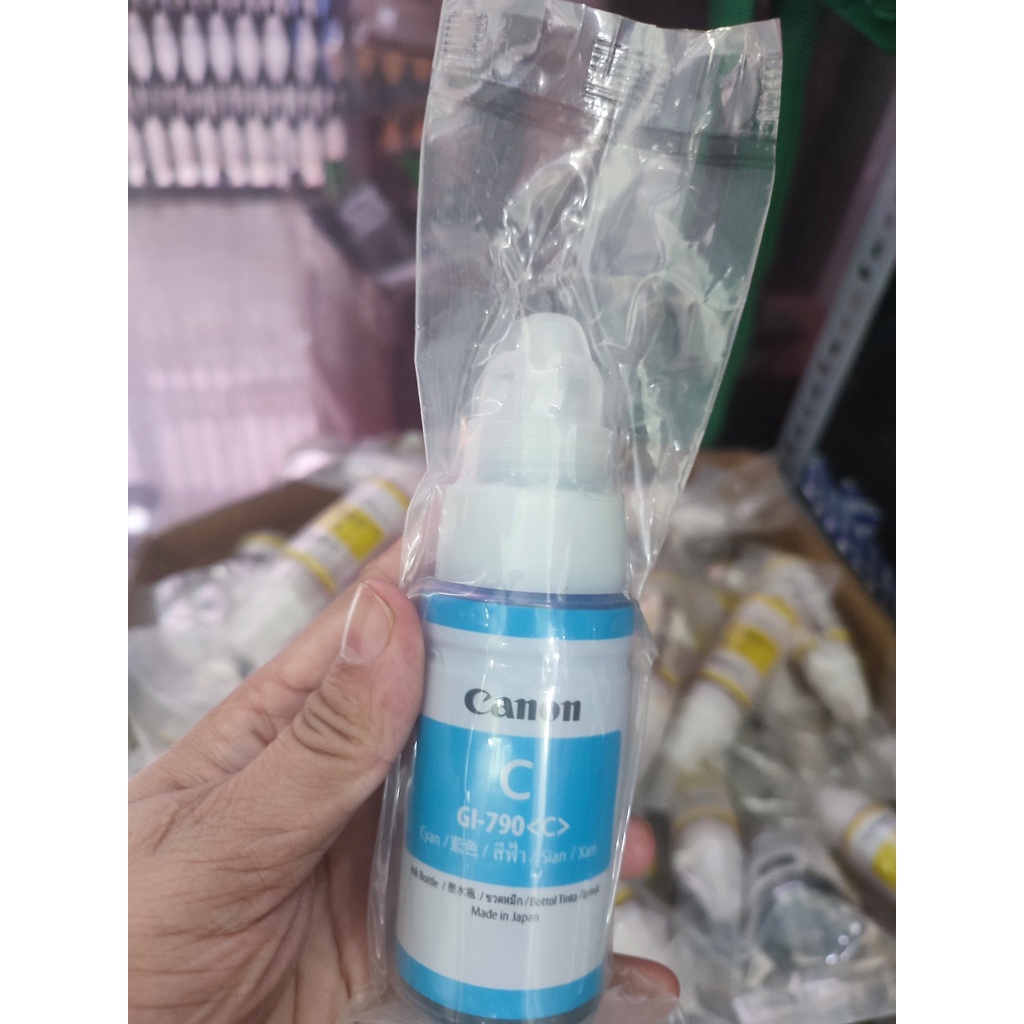 Canon
C
GI-790<C>
Cyan / 藍色 / สีฟ้า / Sian / Xanh
Ink Bottle / 墨水瓶 / ขวดหมึก / Bottol Tinta
Made in Japan